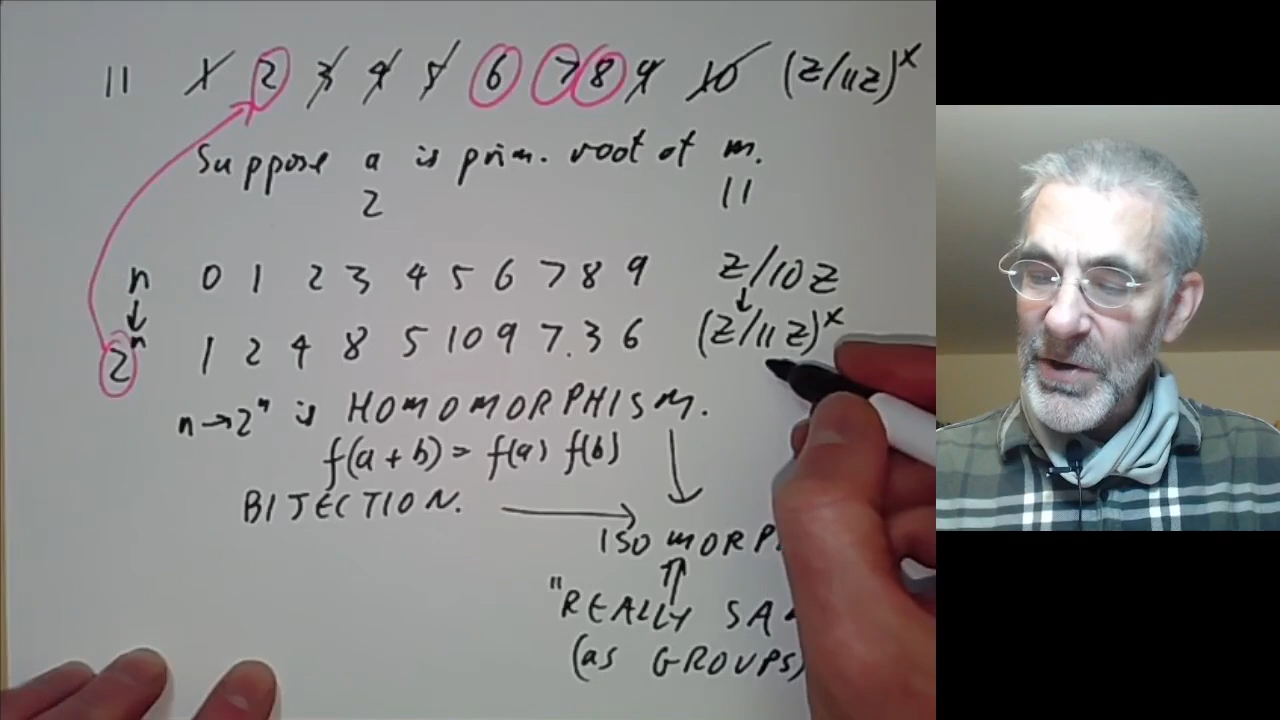 11 1 2 3 4 5 6 7 8 9 10 (Z/11Z)^x
Suppose a is prim. root of m.
2 11
n 0 1 2 3 4 5 6 7 8 9 Z/10Z
↓ ↓
2^n 1 2 4 8 5 10 9 7. 3 6 (Z/11Z)^x
n→2^n is HOMOMORPHISM.
f(a+b) = f(a) f(b)
BIJECTION. → ISOMORP
"REALLY SA
(as GROUPS)